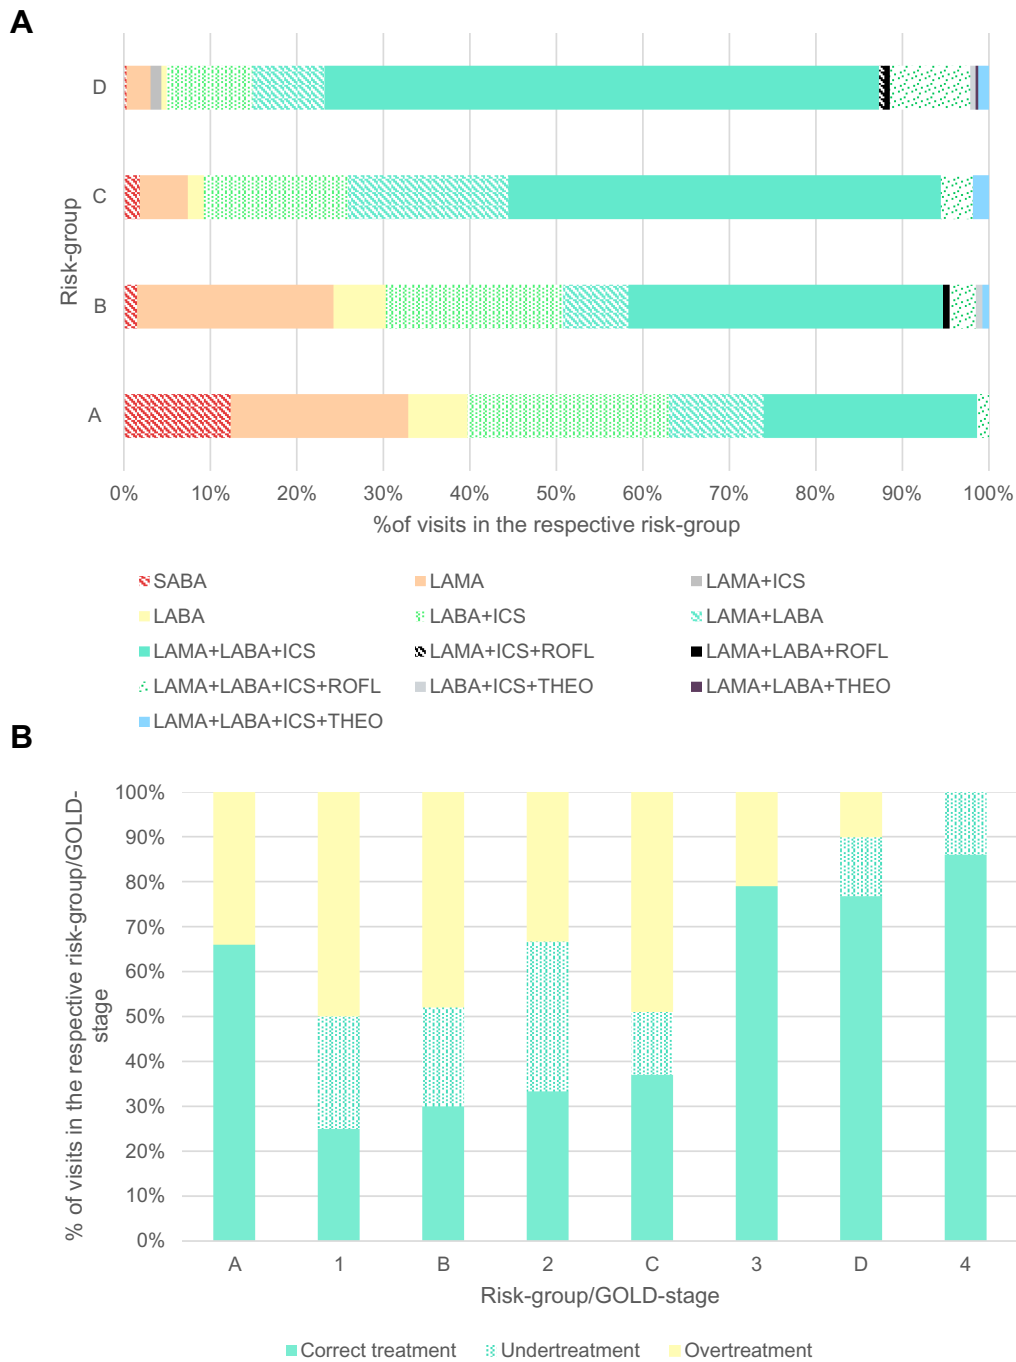 A
D
C
B
A
Risk-group
0% 10% 20% 30% 40% 50% 60% 70% 80% 90% 100%
%of visits in the respective risk-group
SABA LAMA LAMA+ICS
LABA LABA+ICS LAMA+LABA
LAMA+LABA+ICS LAMA+ICS+ROFL LAMA+LABA+ROFL
LAMA+LABA+ICS+ROFL LABA+ICS+THEO LAMA+LABA+THEO
LAMA+LABA+ICS+THEO
B
% of visits in the respective risk-group/GOLD-
stage
100%
90%
80%
70%
60%
50%
40%
30%
20%
10%
0%
A 1 B 2 C 3 D 4
Risk-group/GOLD-stage
Correct treatment Undertreatment Overtreatment